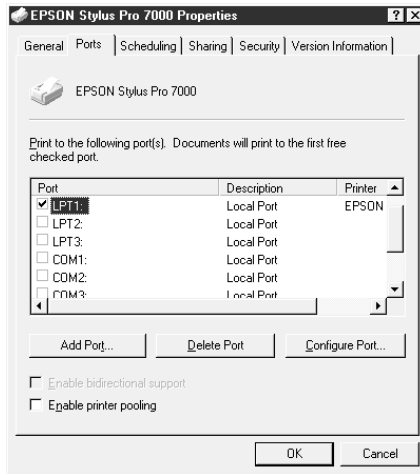 EPSON Stylus Pro 7000 Properties
General Ports Scheduling Sharing Security Version Information
EPSON Stylus Pro 7000
Print to the following port(s). Documents will print to the first free
checked port.
Port Description Printer
LPT1: Local Port EPSON
LPT2: Local Port
LPT3: Local Port
COM1: Local Port
COM2: Local Port
COM3: Local Port
Add Port... Delete Port Configure Port...
Enable bidirectional support
Enable printer pooling
OK Cancel